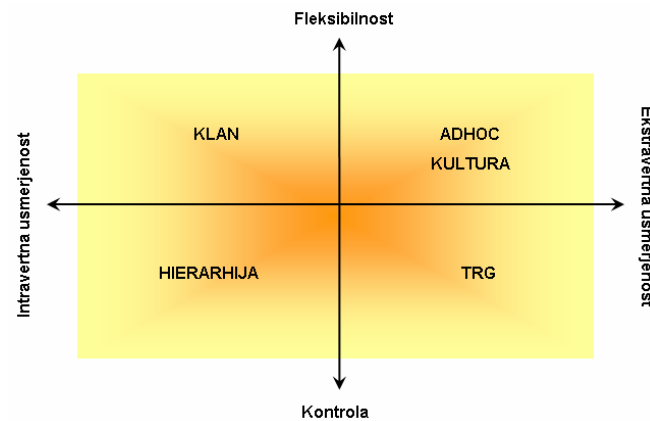 Fleksibilnost
KLAN
ADHOC
KULTURA
Intravertna usmerjenost
Ekstravertna usmerjenost
HIERARHIJA
TRG
Kontrola